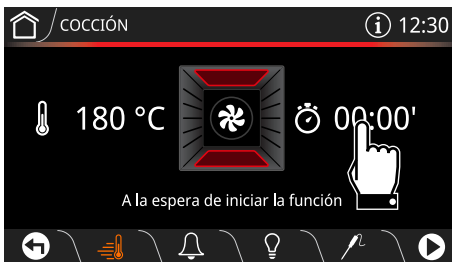 COCCIÓN
i 12:30
180 °C
00:00'
A la espera de iniciar la función